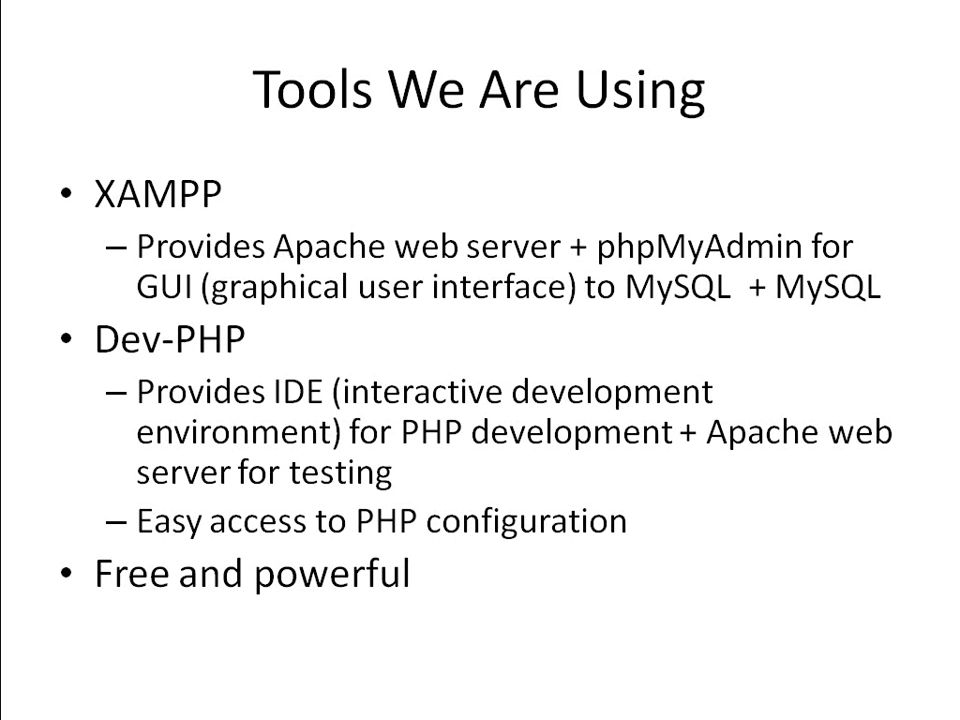 Tools We Are Using
• XAMPP
– Provides Apache web server + phpMyAdmin for
GUI (graphical user interface) to MySQL  + MySQL
• Dev-PHP
– Provides IDE (interactive development
environment) for PHP development + Apache web
server for testing
– Easy access to PHP configuration
• Free and powerful